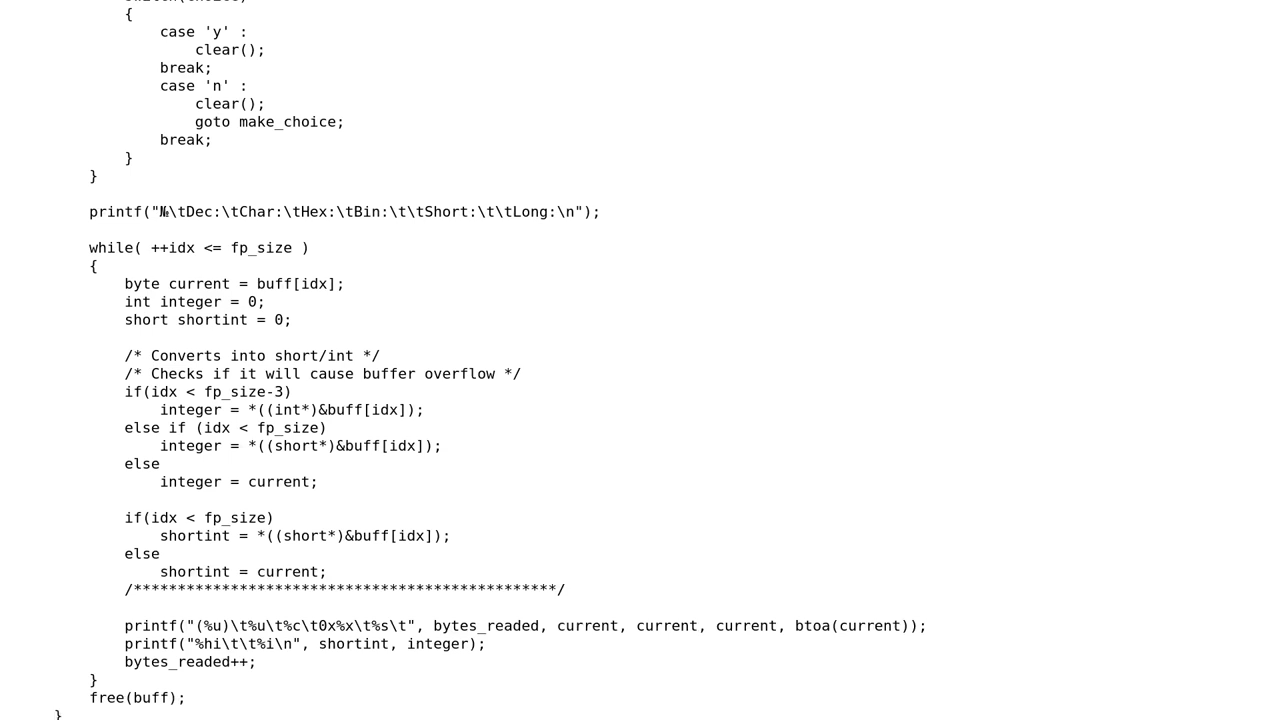 {
case 'y' :
clear();
break;
case 'n' :
clear();
goto make_choice;
break;
}
}
printf("№\tDec:\tChar:\tHex:\tBin:\t\tShort:\t\tLong:\n");
while( ++idx <= fp_size )
{
byte current = buff[idx];
int integer = 0;
short shortint = 0;
/* Converts into short/int */
/* Checks if it will cause buffer overflow */
if(idx < fp_size-3)
integer = *((int*)&buff[idx]);
else if (idx < fp_size)
integer = *((short*)&buff[idx]);
else
integer = current;
if(idx < fp_size)
shortint = *((short*)&buff[idx]);
else
shortint = current;
/************************************************/
printf("(%u)\t%u\t%c\t0x%x\t%s\t", bytes_readed, current, current, current, btoa(current));
printf("%hi\t\t%i\n", shortint, integer);
bytes_readed++;
}
free(buff);
}